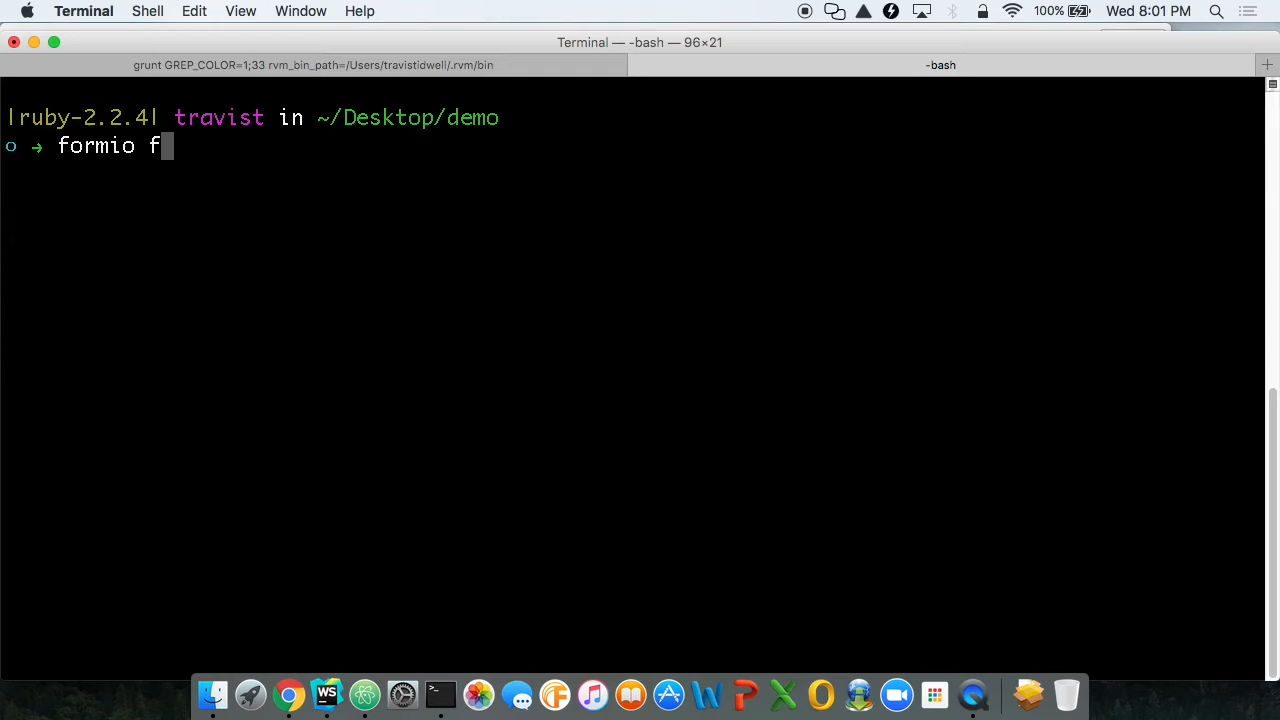 Terminal Shell Edit View Window Help 100% Wed 8:01 PM
Terminal — -bash — 96×21
grunt GREP_COLOR=1;33 rvm_bin_path=/Users/travistidwell/.rvm/bin -bash
|ruby-2.2.4| travist in ~/Desktop/demo
o → formio f
WS